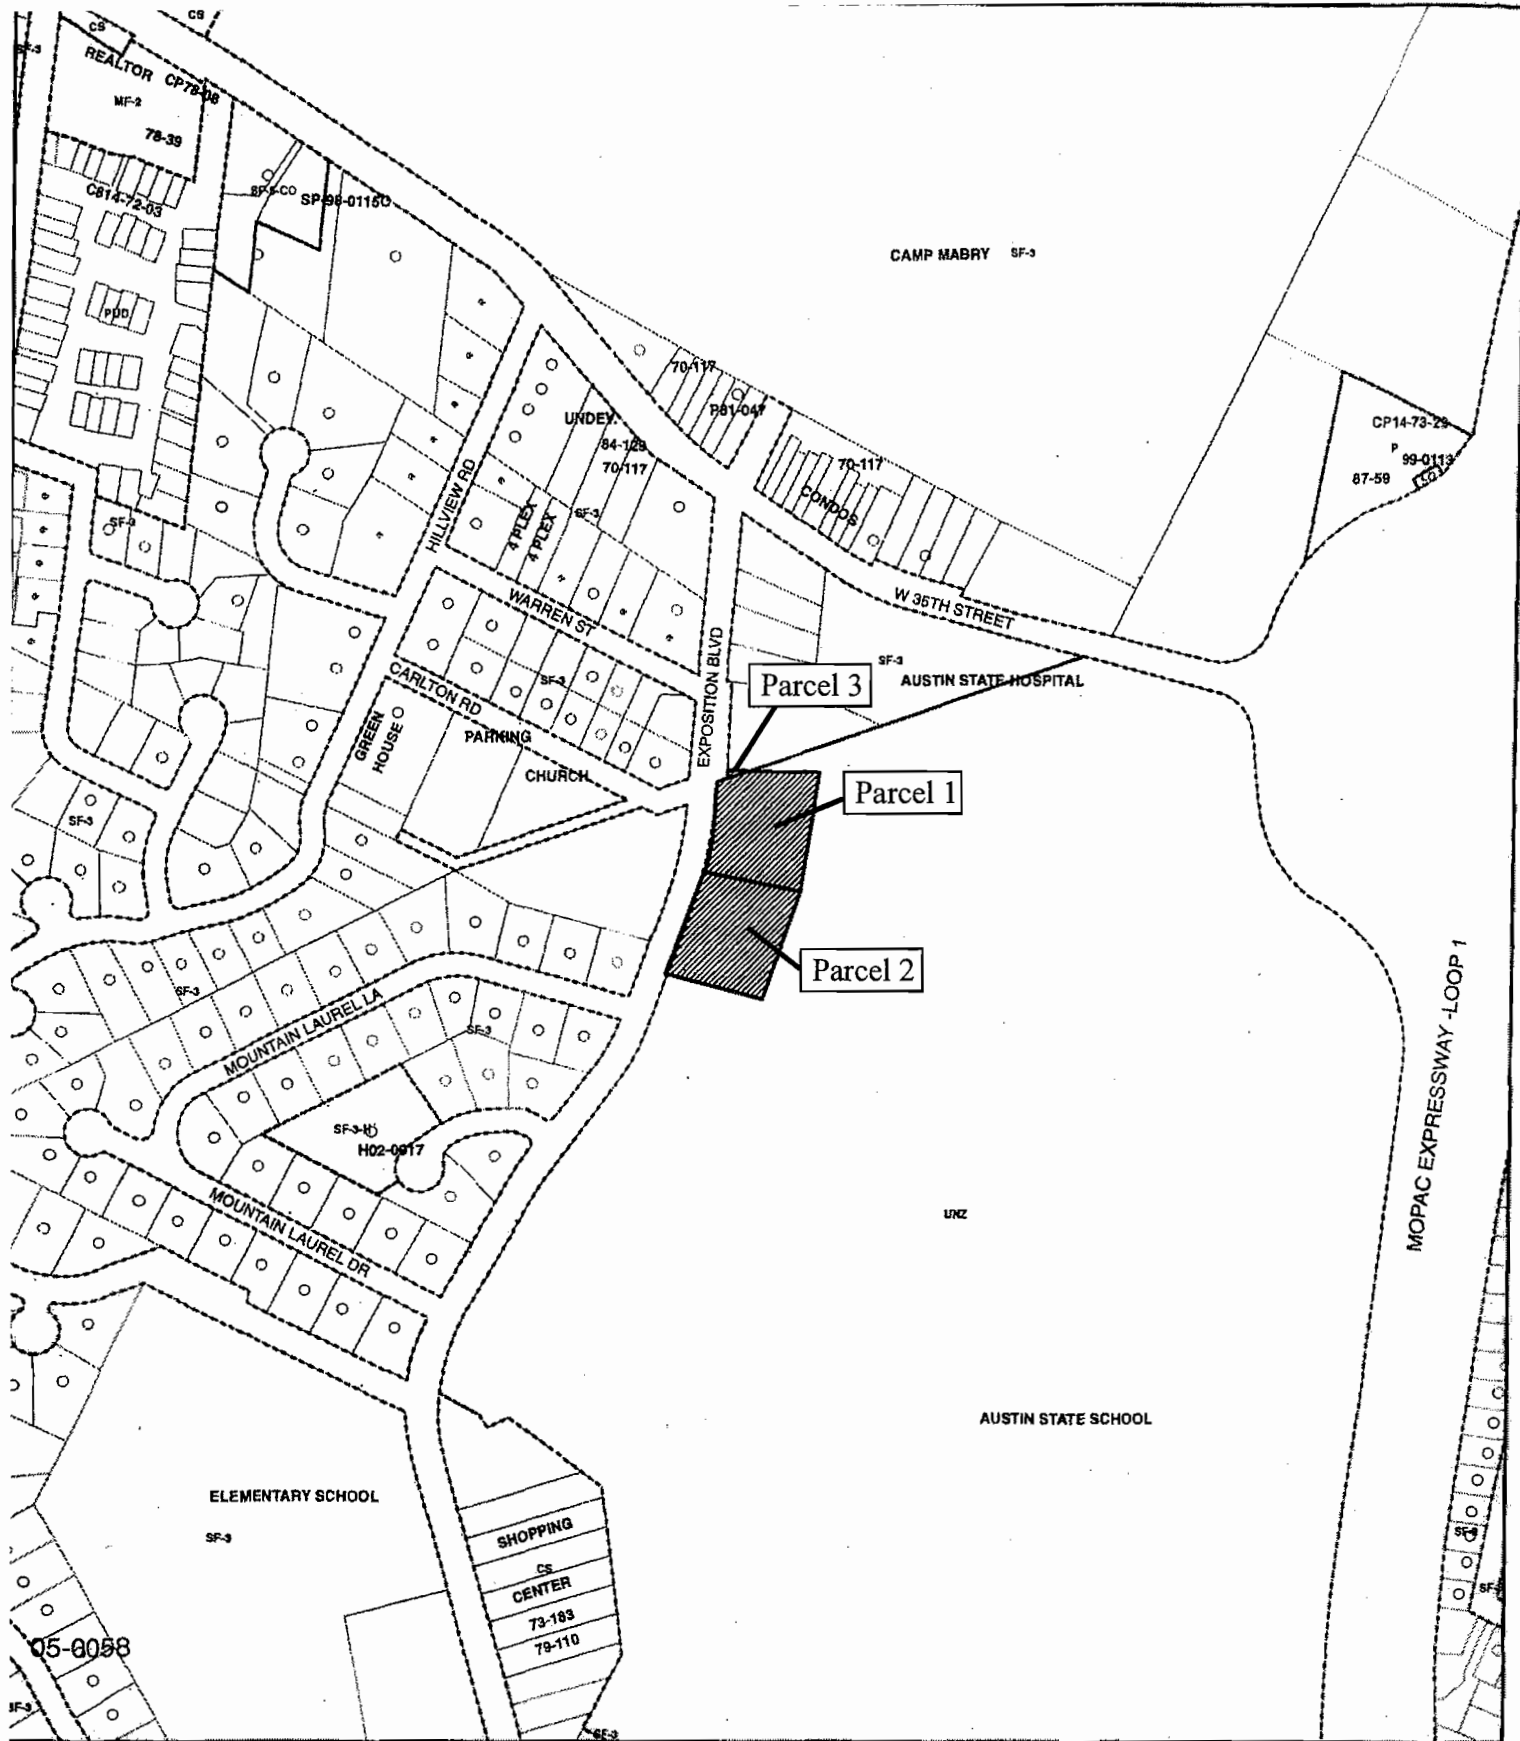 CS
CS
SF-3
REALTOR
CP78-08
MF-2
78-39
C814-72-03
SP-98-0115C
CAMP MABRY SF-3
PUD
70-117
P81-047
UNDEV.
84-129
70-117
CP14-73-29
P
99-0113
87-59
70-117
CONDOS
HILLVIEW RD
4 PLEX
4 PLEX
SF-3
SF-3
WARREN ST
W 35TH STREET
EXPOSITION BLVD
SF-3
AUSTIN STATE HOSPITAL
Parcel 3
CARLTON RD
SF-3
GREEN
HOUSE
PARKING
CHURCH
Parcel 1
SF-3
Parcel 2
SF-3
MOUNTAIN LAUREL LA
SF-3
MOPAC EXPRESSWAY - LOOP 1
SF-3-H
H02-0017
MOUNTAIN LAUREL DR
UNZ
AUSTIN STATE SCHOOL
ELEMENTARY SCHOOL
SF-3
SHOPPING
CS
CENTER
73-183
79-110
05-0058
SF-3
SF-3
SF-3